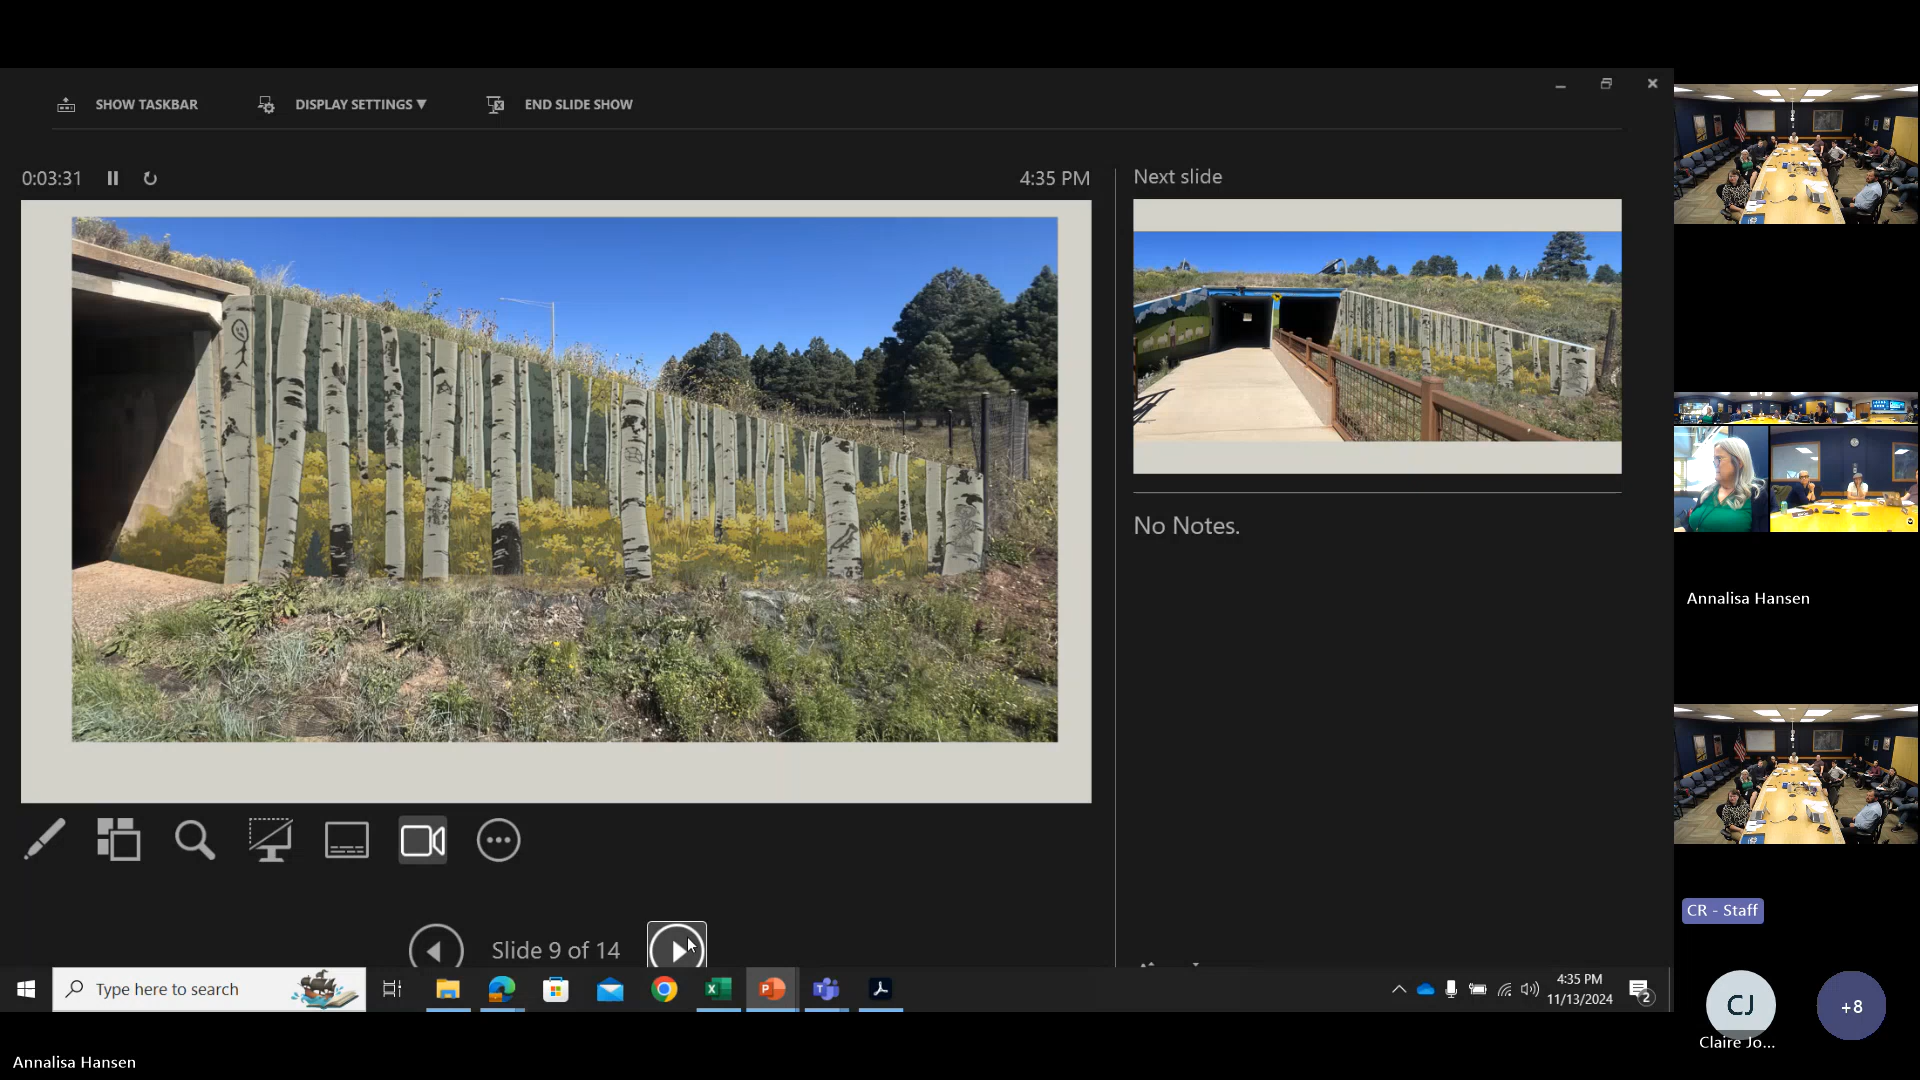 SHOW TASKBAR
DISPLAY SETTINGS ▼
END SLIDE SHOW
0:03:31
4:35 PM
Next slide
No Notes.
Slide 9 of 14
Type here to search
4:35 PM
11/13/2024
2
Annalisa Hansen
CR - Staff
CJ
+8
Claire Jo...
Annalisa Hansen